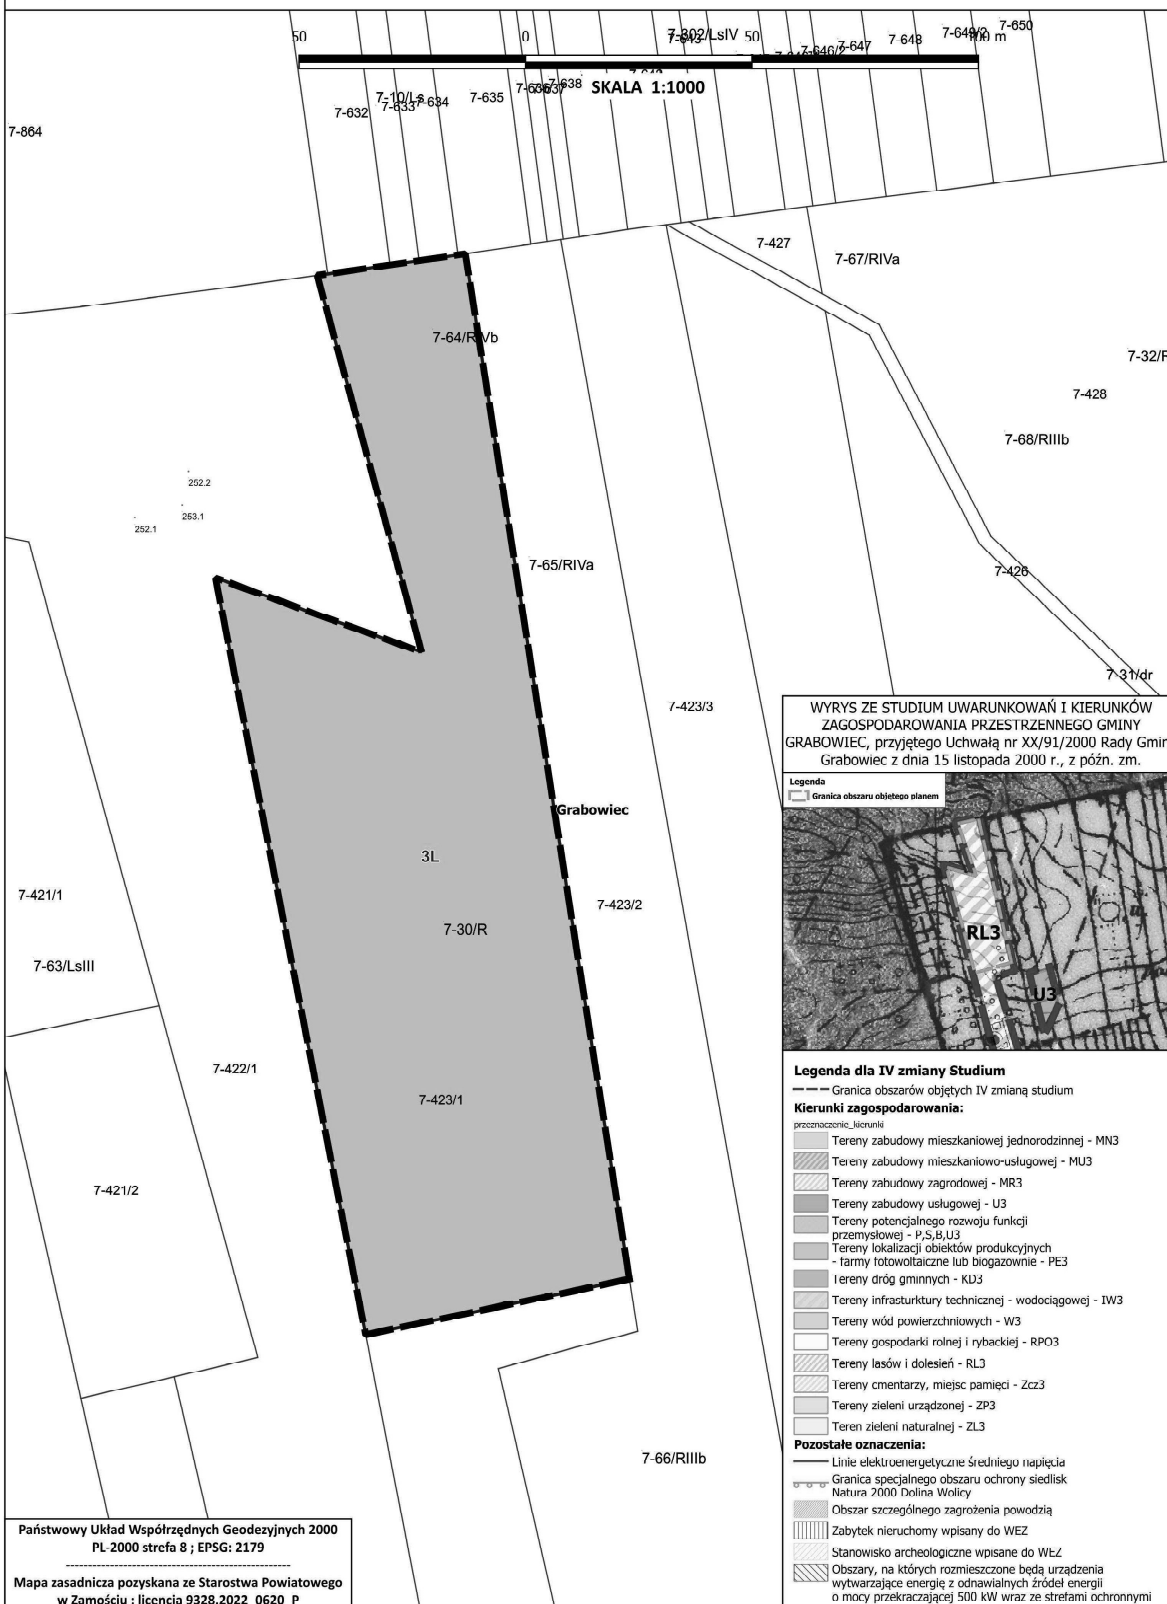 50
0
7-302/LsIV
7-643
50
7-646/2
7-647
7-648
7-649/2
7-650
SKALA 1:1000
7-10/Ls
7-632
7-633
7-634
7-635
7-636
7-637
7-638
7-864
7-427
7-67/RIVa
7-64/RIVb
7-32/R
7-428
7-68/RIIIb
252.2
253.1
252.1
7-65/RIVa
7-426
7-31/dr
7-423/3
WYRYS ZE STUDIUM UWARUNKOWAŃ I KIERUNKÓW
ZAGOSPODAROWANIA PRZESTRZENNEGO GMINY
GRABOWIEC, przyjętego Uchwałą nr XX/91/2000 Rady Gmin
Grabowiec z dnia 15 listopada 2000 r., z późn. zm.
Legenda
Granica obszaru objętego planem
RL3
U3
Grabowiec
3L
7-421/1
7-423/2
7-30/R
7-63/LsIII
7-422/1
7-423/1
7-421/2
7-66/RIIIb
Legenda dla IV zmiany Studium
Granica obszarów objętych IV zmianą studium
Kierunki zagospodarowania:
przeznaczenie_kierunki
Tereny zabudowy mieszkaniowej jednorodzinnej - MN3
Tereny zabudowy mieszkaniowo-usługowej - MU3
Tereny zabudowy zagrodowej - MR3
Tereny zabudowy usługowej - U3
Tereny potencjalnego rozwoju funkcji
przemysłowej - P,S,B,U3
Tereny lokalizacji obiektów produkcyjnych
- farmy fotowoltaiczne lub biogazownie - PE3
Tereny dróg gminnych - KD3
Tereny infrasturktury technicznej - wodociągowej - IW3
Tereny wód powierzchniowych - W3
Tereny gospodarki rolnej i rybackiej - RPO3
Tereny lasów i dolesień - RL3
Tereny cmentarzy, miejsc pamięci - Zcz3
Tereny zieleni urządzonej - ZP3
Teren zieleni naturalnej - ZL3
Pozostałe oznaczenia:
Linie elektroenergetyczne średniego napięcia
Granica specjalnego obszaru ochrony siedlisk
Natura 2000 Dolina Wolicy
Obszar szczególnego zagrożenia powodzią
Zabytek nieruchomy wpisany do WEZ
Stanowisko archeologiczne wpisane do WEZ
Obszary, na których rozmieszczone będą urządzenia
wytwarzające energię z odnawialnych źródeł energii
o mocy przekraczającej 500 kW wraz ze strefami ochronnymi
Państwowy Układ Współrzędnych Geodezyjnych 2000
PL-2000 strefa 8 ; EPSG: 2179
Mapa zasadnicza pozyskana ze Starostwa Powiatowego
w Zamościu ; licencja 9328.2022_0620_P